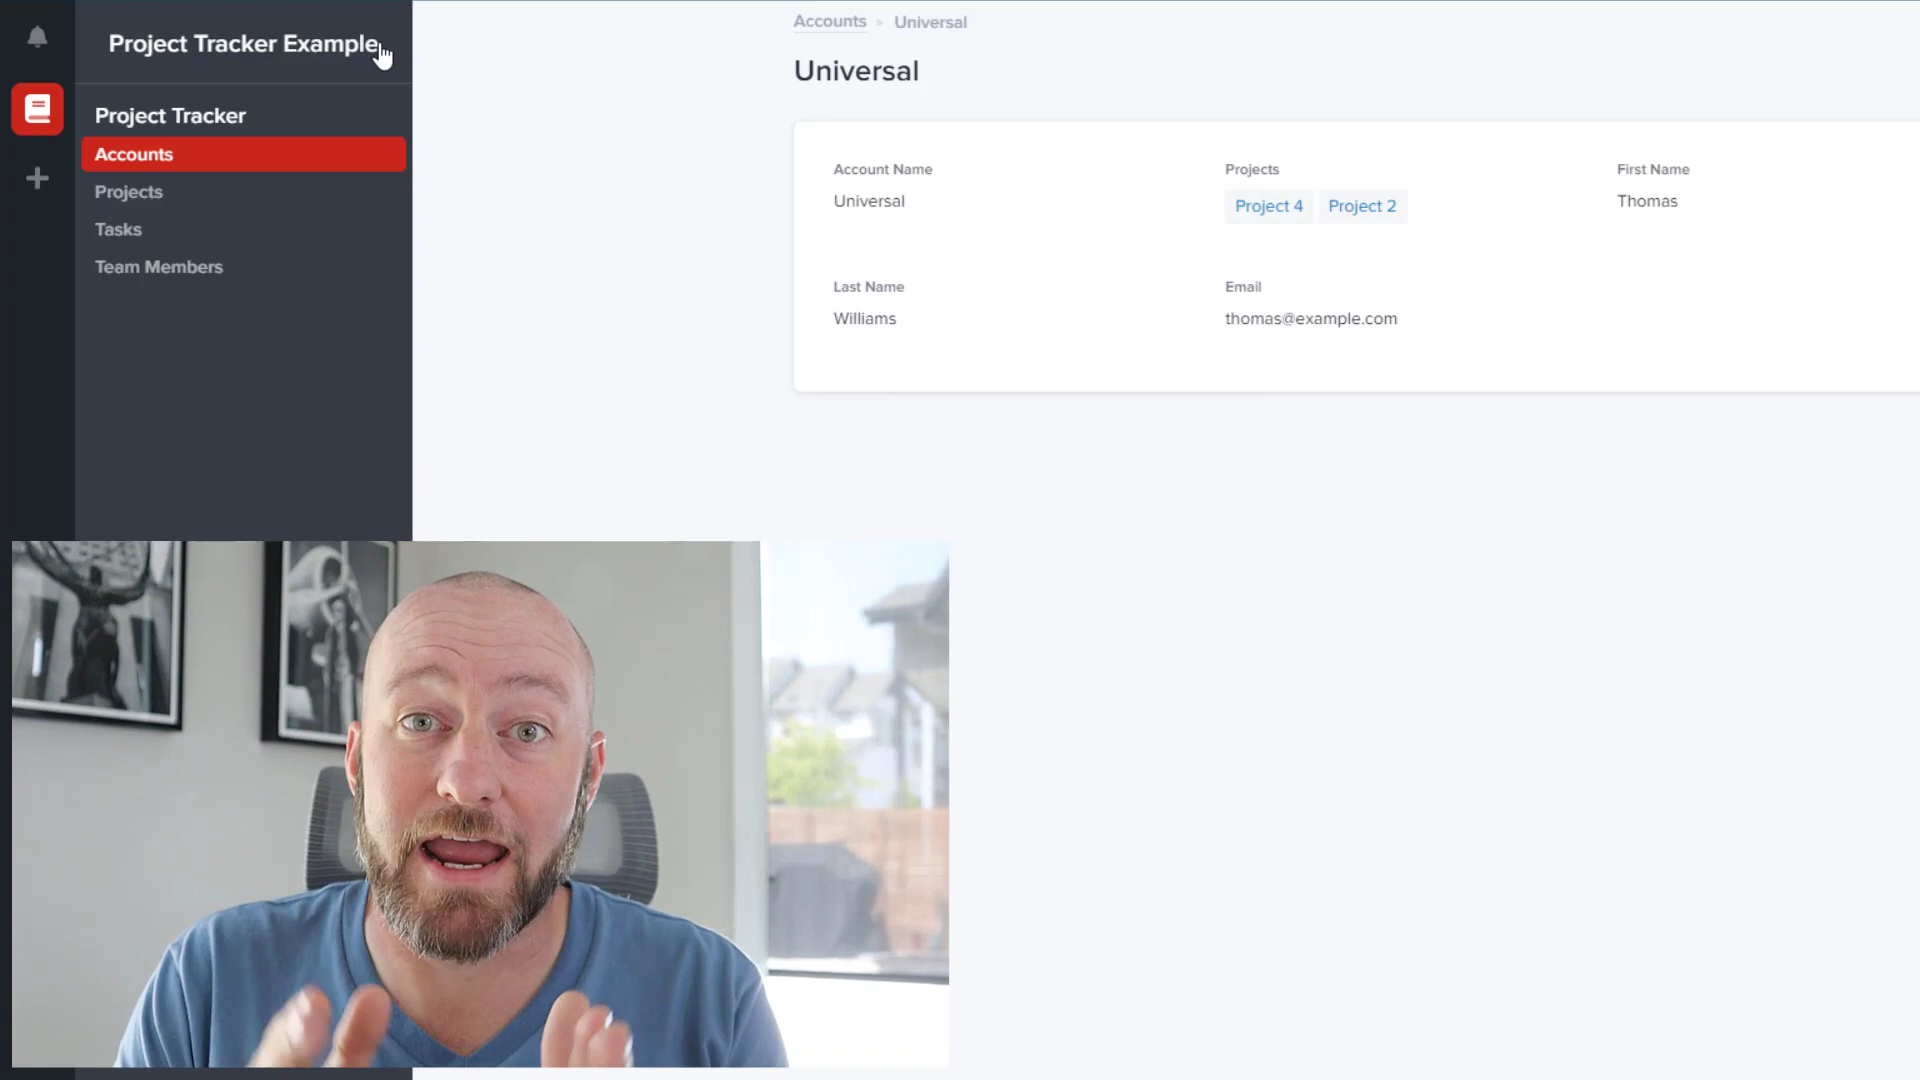 Project Tracker Example
Project Tracker
Accounts
Projects
Tasks
Team Members
Accounts » Universal
Universal
Account Name
Universal
Projects
Project 4 Project 2
First Name
Thomas
Last Name
Williams
Email
thomas@example.com